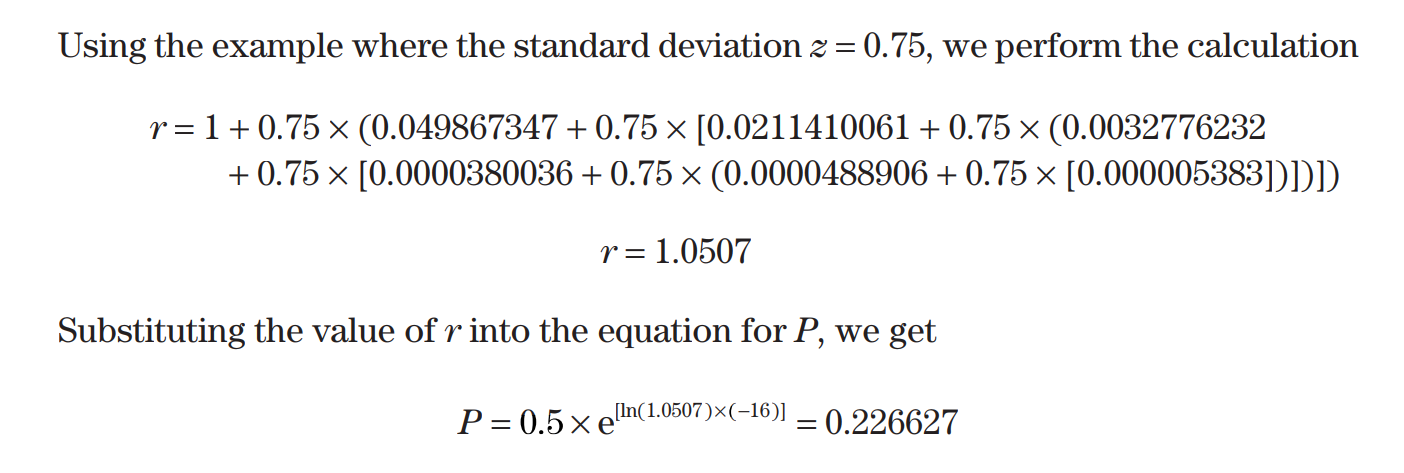 Using the example where the standard deviation z = 0.75, we perform the calculation
r = 1 + 0.75 × (0.049867347 + 0.75 × [0.0211410061 + 0.75 × (0.0032776232
+ 0.75 × [0.0000380036 + 0.75 × (0.0000488906 + 0.75 × [0.000005383])])])
r = 1.0507
Substituting the value of r into the equation for P, we get
P = 0.5 × e^[ln(1.0507)×(−16)] = 0.226627